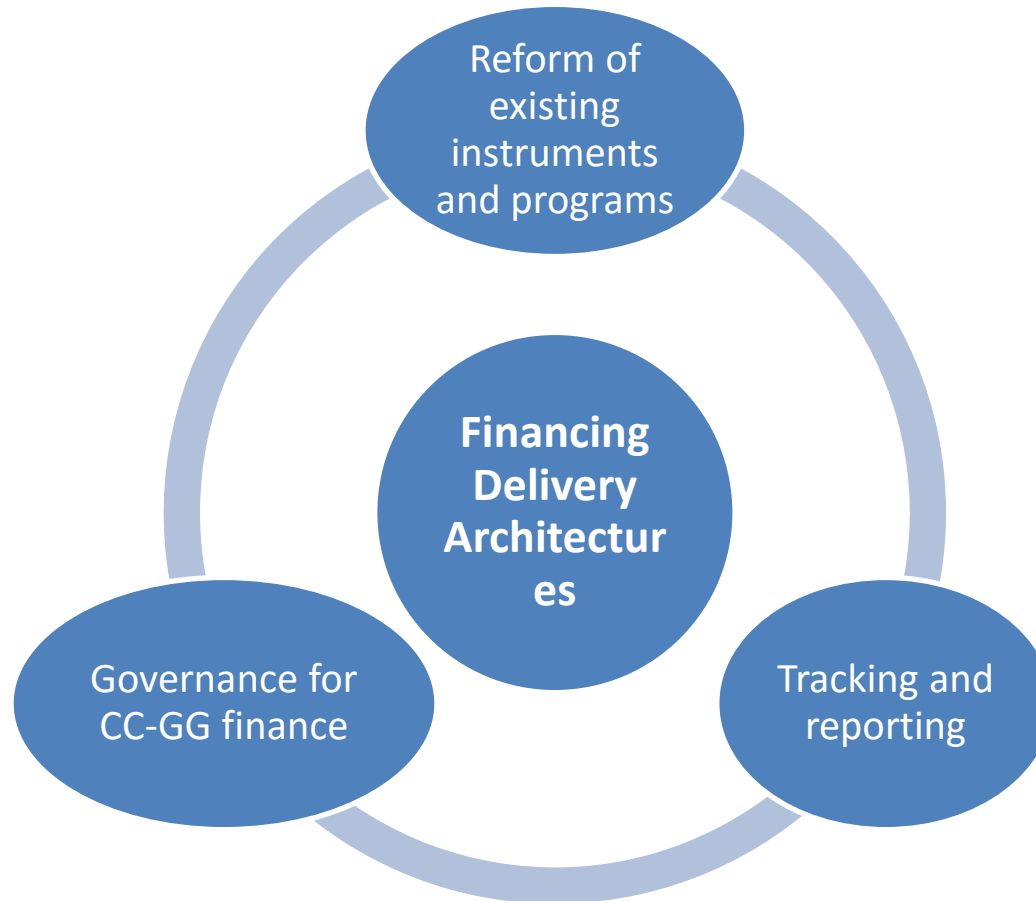 Reform of
existing
instruments
and programs
Financing
Delivery
Architectur
es
Governance for
CC-GG finance
Tracking and
reporting